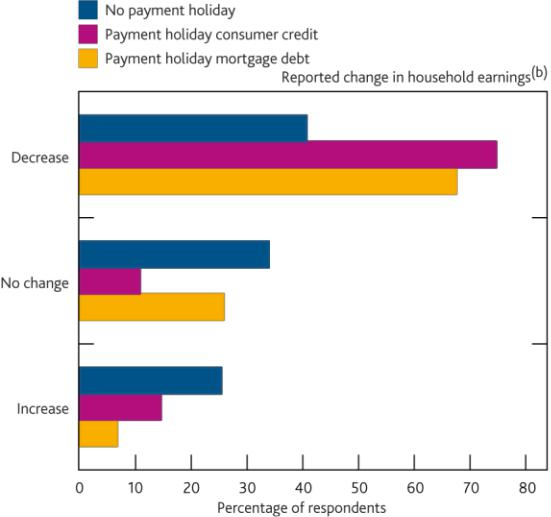 No payment holiday
Payment holiday consumer credit
Payment holiday mortgage debt
Reported change in household earnings(b)
Decrease
No change
Increase
0 10 20 30 40 50 60 70 80
Percentage of respondents